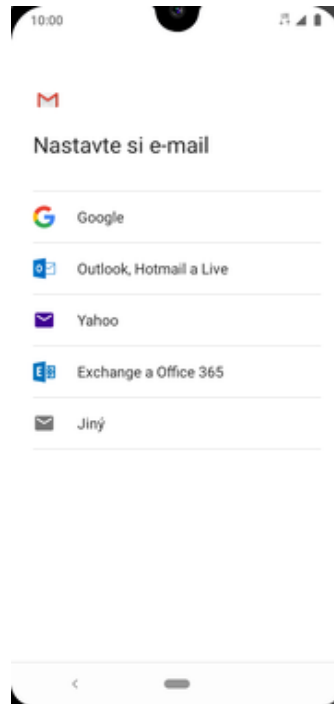 10:00
Nastavte si e-mail
Google
Outlook, Hotmail a Live
Yahoo
Exchange a Office 365
Jiný